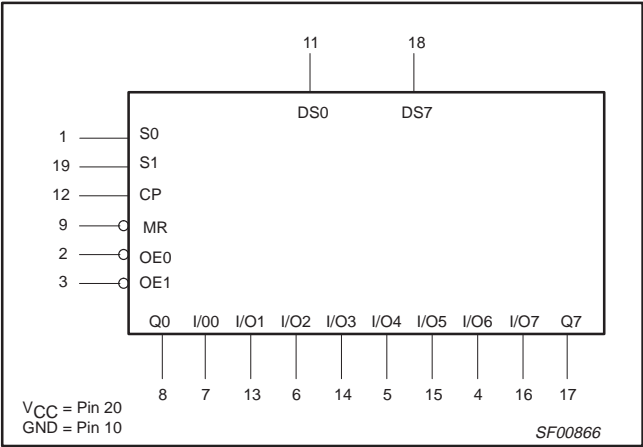 11 18
DS0 DS7
1 S0
19 S1
12 CP
9 MR
2 OE0
3 OE1
Q0 I/00 I/O1 I/O2 I/O3 I/O4 I/O5 I/O6 I/O7 Q7
8 7 13 6 14 5 15 4 16 17
VCC = Pin 20
GND = Pin 10
SF00866